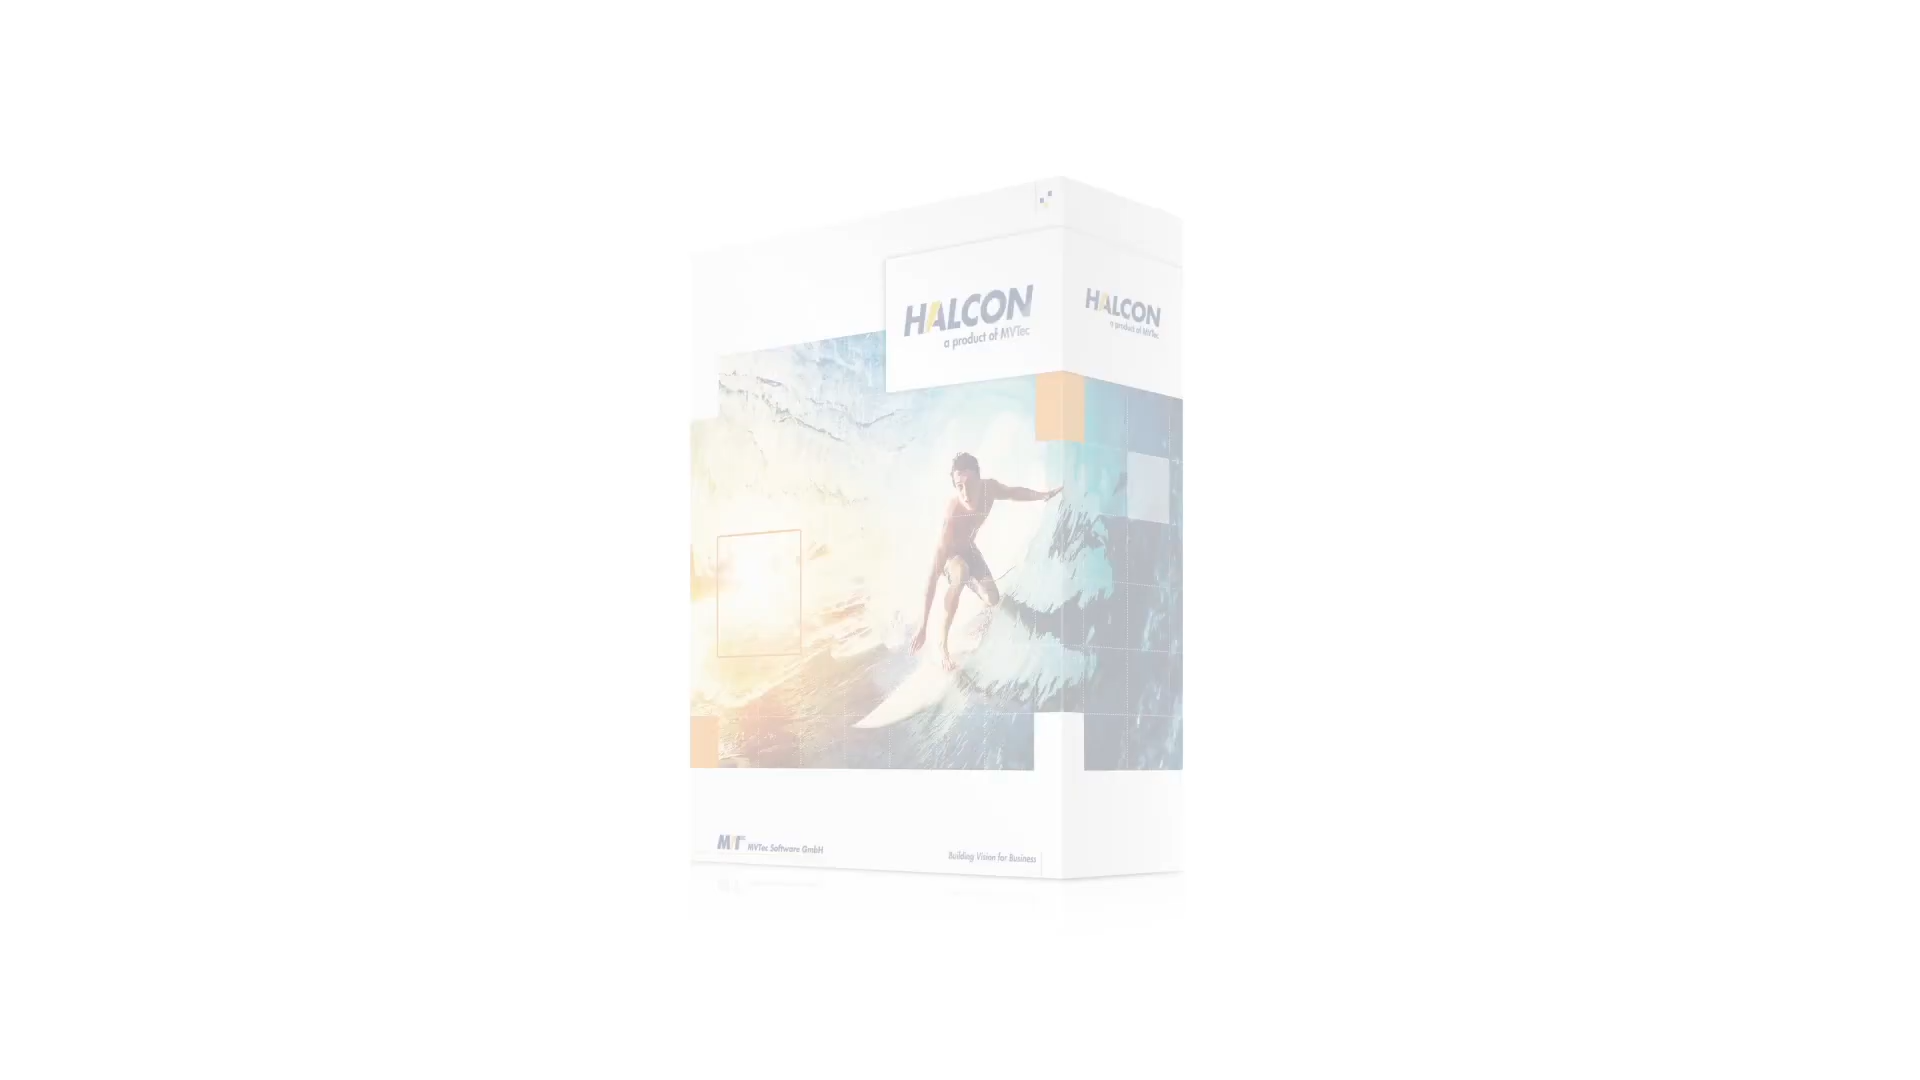 HALCON
a product of MVTec
HALCON
a product of MVTec
MVTec Software GmbH
Building Vision for Business